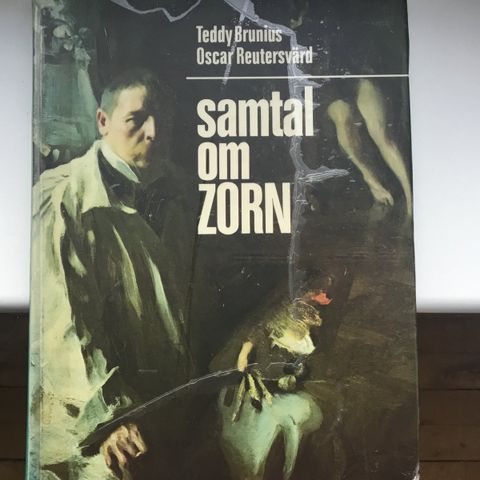 Teddy Brunius
Oscar Reutersvärd
samtal
om
ZORN